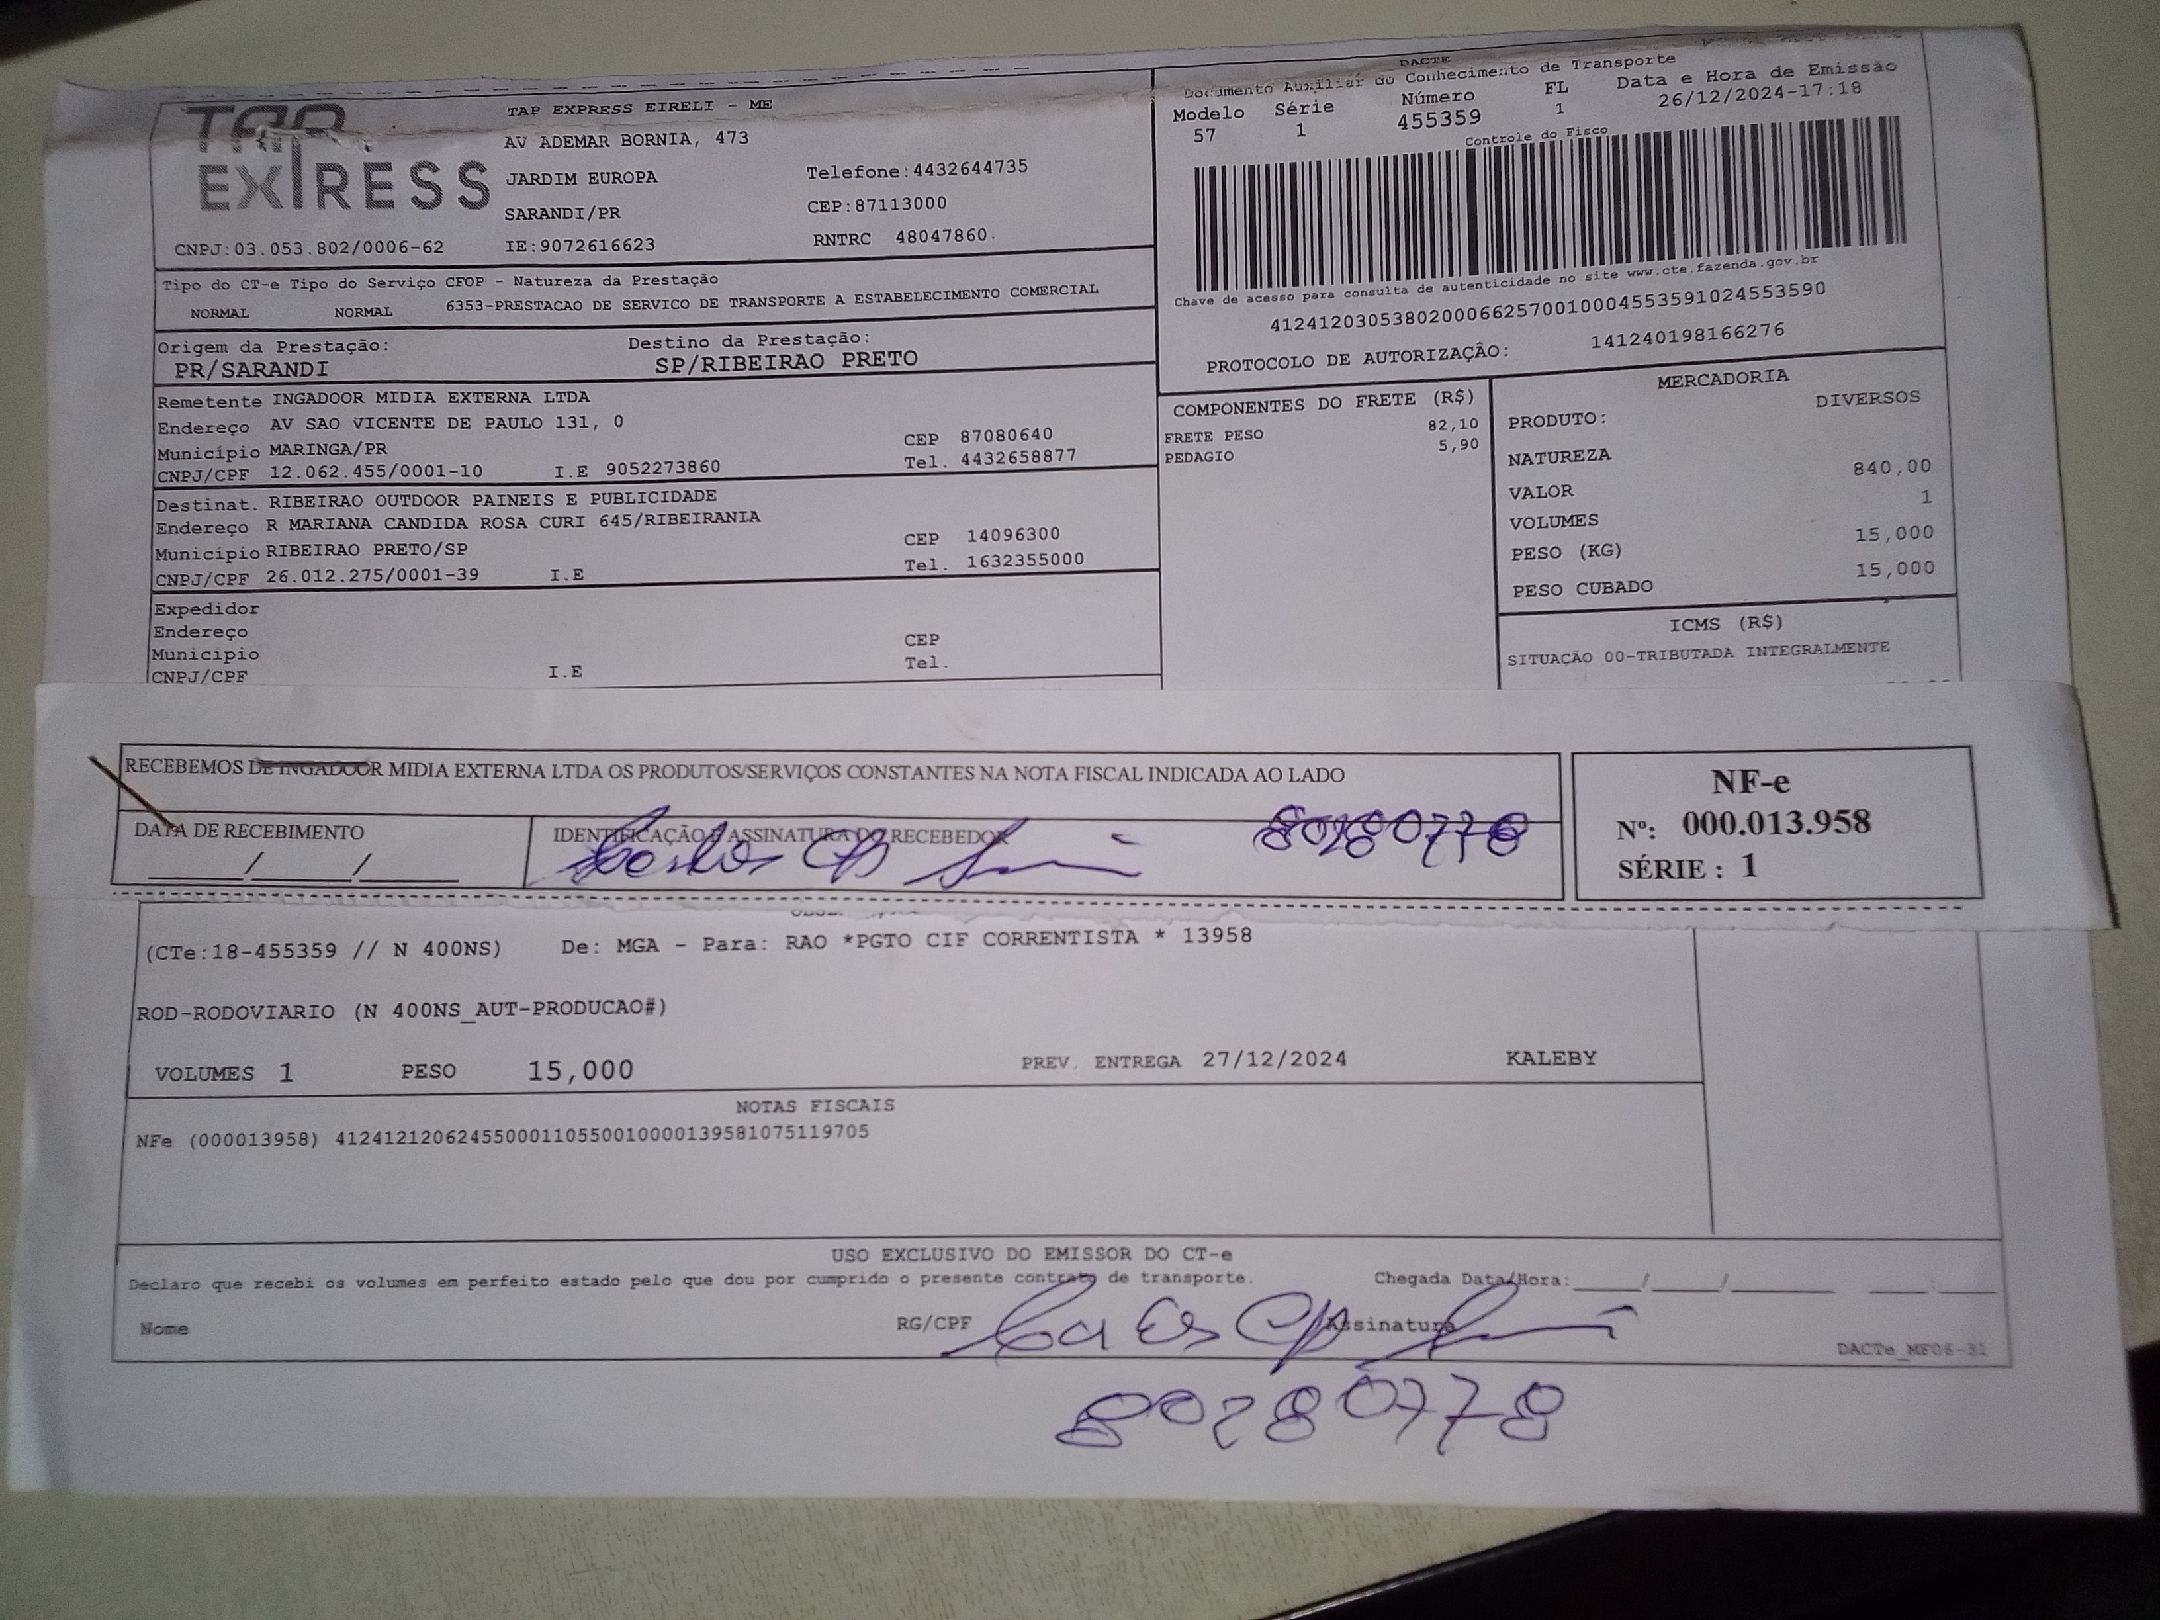 TAP EXPRESS
TAP EXPRESS EIRELI - ME
AV ADEMAR BORNIA, 473
JARDIM EUROPA
Telefone:4432644735
SARANDI/PR
CEP:87113000
CNPJ:03.053.802/0006-62
IE:9072616623
RNTRC 48047860.
DACTE
Documento Auxiliar do Conhecimento de Transporte
Modelo Série Número FL Data e Hora de Emissão
57 1 455359 1 26/12/2024-17:18
Controle do Fisco
Chave de acesso para consulta de autenticidade no site www.cte.fazenda.gov.br
41241203053802000662570010004553591024553590
PROTOCOLO DE AUTORIZAÇÃO: 141240198166276
Tipo do CT-e Tipo do Serviço CFOP - Natureza da Prestação
NORMAL NORMAL 6353-PRESTACAO DE SERVICO DE TRANSPORTE A ESTABELECIMENTO COMERCIAL
Origem da Prestação: Destino da Prestação:
PR/SARANDI SP/RIBEIRAO PRETO
Remetente INGADOOR MIDIA EXTERNA LTDA
Endereço AV SAO VICENTE DE PAULO 131, 0
Município MARINGA/PR CEP 87080640
CNPJ/CPF 12.062.455/0001-10 I.E 9052273860 Tel. 4432658877
Destinat. RIBEIRAO OUTDOOR PAINEIS E PUBLICIDADE
Endereço R MARIANA CANDIDA ROSA CURI 645/RIBEIRANIA
Municipio RIBEIRAO PRETO/SP CEP 14096300
CNPJ/CPF 26.012.275/0001-39 I.E Tel. 1632355000
Expedidor
Endereço
Municipio CEP
CNPJ/CPF I.E Tel.
COMPONENTES DO FRETE (R$)
FRETE PESO 82,10
PEDAGIO 5,90
MERCADORIA
PRODUTO: DIVERSOS
NATUREZA
VALOR 840,00
VOLUMES 1
PESO (KG) 15,000
PESO CUBADO 15,000
ICMS (R$)
SITUAÇÃO 00-TRIBUTADA INTEGRALMENTE
RECEBEMOS DE INGADOOR MIDIA EXTERNA LTDA OS PRODUTOS/SERVIÇOS CONSTANTES NA NOTA FISCAL INDICADA AO LADO
DATA DE RECEBIMENTO
____/____/____
IDENTIFICAÇÃO E ASSINATURA DO RECEBEDOR
80280778
NF-e
Nº: 000.013.958
SÉRIE : 1
(CTe:18-455359 // N 400NS) De: MGA - Para: RAO *PGTO CIF CORRENTISTA * 13958
ROD-RODOVIARIO (N 400NS_AUT-PRODUCAO#)
VOLUMES 1 PESO 15,000 PREV. ENTREGA 27/12/2024 KALEBY
NOTAS FISCAIS
NFe (000013958) 41241212062455000110550010000139581075119705
USO EXCLUSIVO DO EMISSOR DO CT-e
Declaro que recebi os volumes em perfeito estado pelo que dou por cumprido o presente contrato de transporte. Chegada Data/Hora:____/____/____ __:__
Nome RG/CPF Assinatura
DACTe_MF06-31
80280778